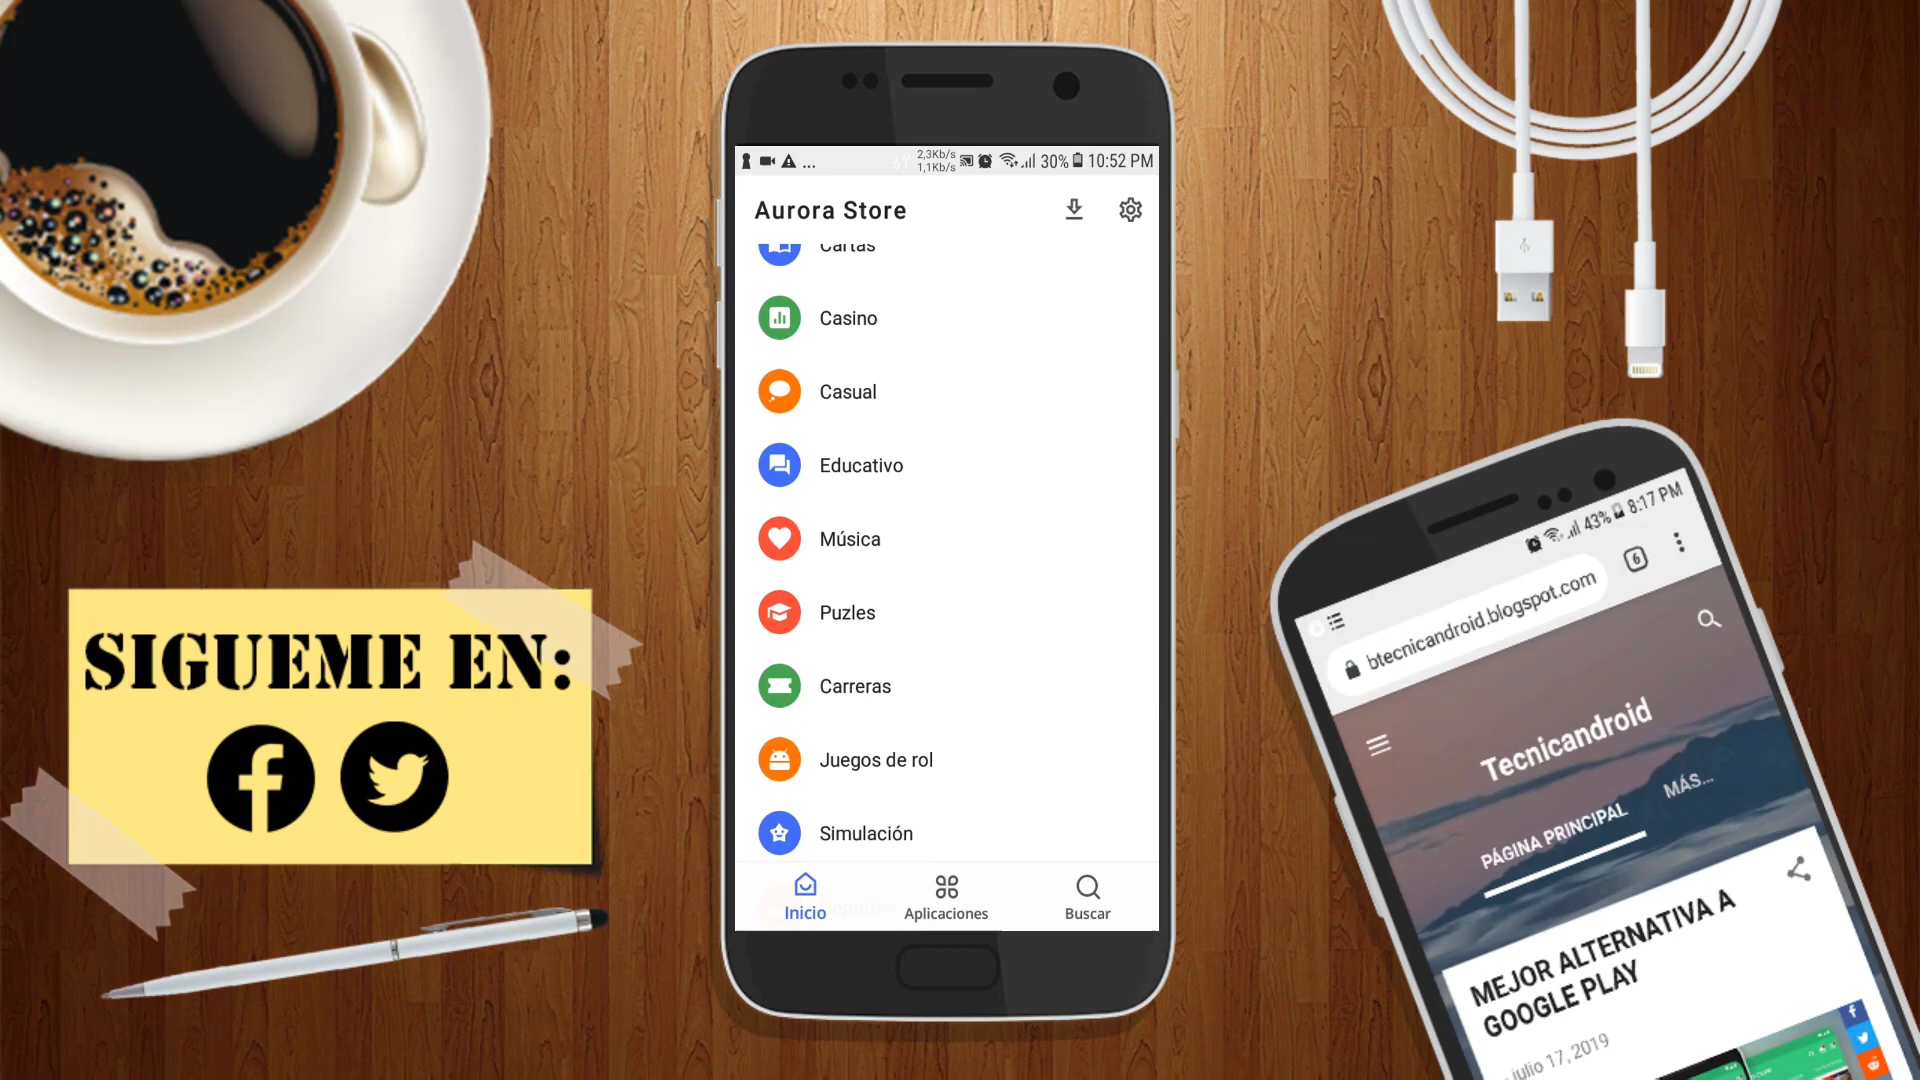 ... 2,3Kb/s 1,1Kb/s 30% 10:52 PM
Aurora Store
Cartas
Casino
Casual
Educativo
Música
Puzles
Carreras
Juegos de rol
Simulación
Deportes
Inicio
Aplicaciones
Buscar
SIGUEME EN:
43% 8:17 PM
btecnicandroid.blogspot.com 6
Tecnicandroid
PÁGINA PRINCIPAL MÁS...
MEJOR ALTERNATIVA A
GOOGLE PLAY
julio 17, 2019